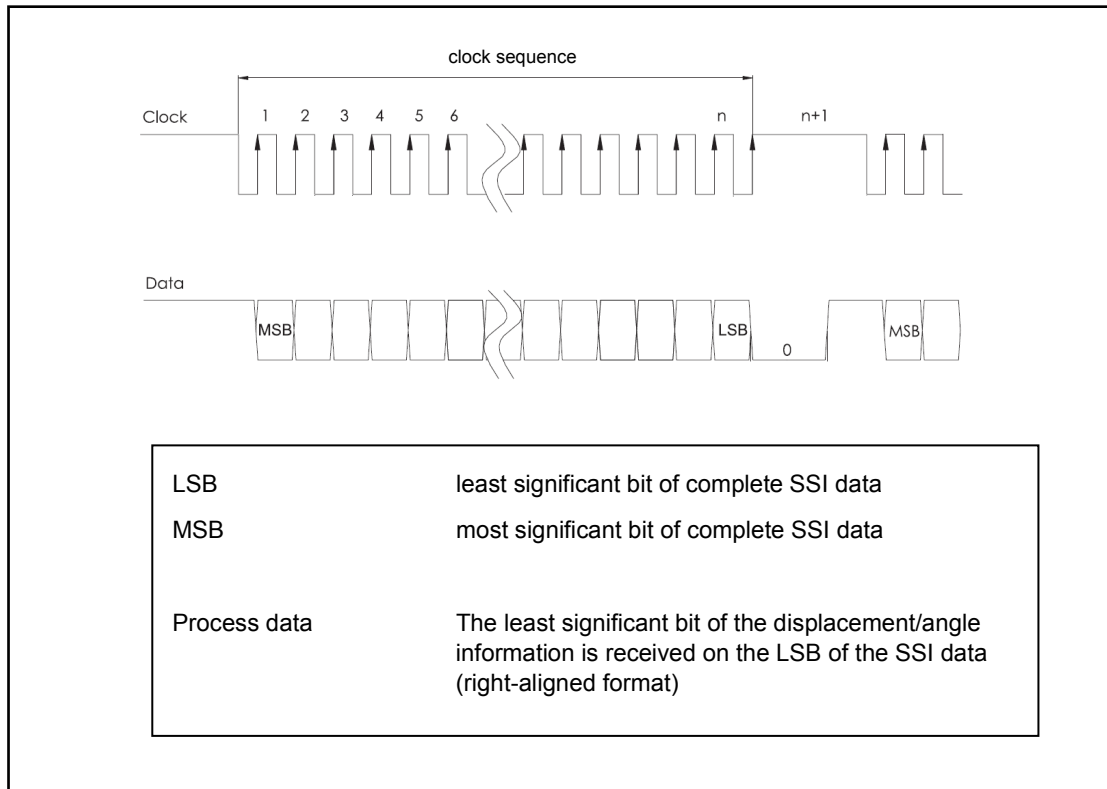 clock sequence
Clock 1 2 3 4 5 6 n n+1
Data
MSB LSB 0 MSB
LSB least significant bit of complete SSI data
MSB most significant bit of complete SSI data
Process data The least significant bit of the displacement/angle
information is received on the LSB of the SSI data
(right-aligned format)